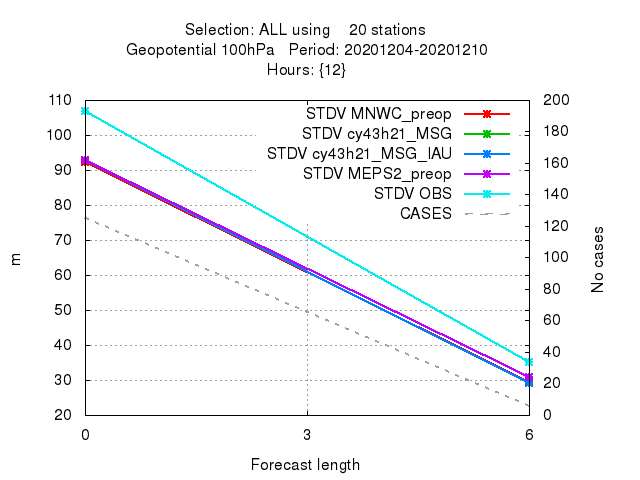 Selection: ALL using 20 stations
Geopotential 100hPa Period: 20201204-20201210
Hours: {12}
110 200
STDV MNWC_preop
100 180
STDV cy43h21_MSG
90 160
STDV cy43h21_MSG_IAU
80 140
STDV MEPS2_preop
70 120
STDV OBS
60 100
CASES
50 80
40 60
30 40
20 20
0
m
No cases
0 3 6
Forecast length